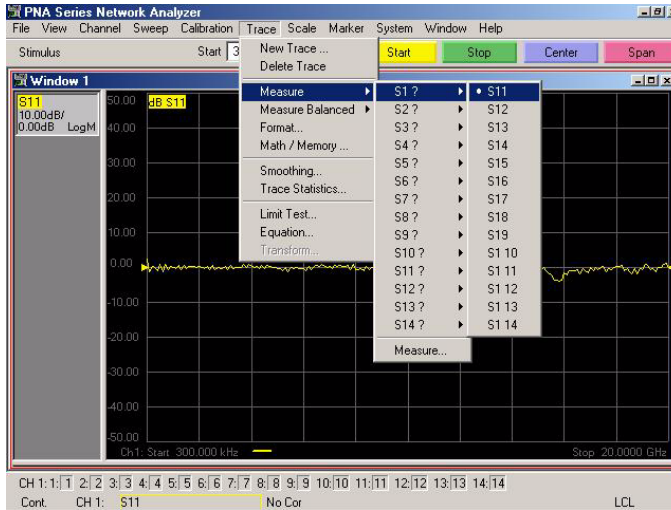 PNA Series Network Analyzer
File View Channel Sweep Calibration Trace Scale Marker System Window Help
Stimulus Start 3 Start Stop Center Span
New Trace ...
Delete Trace
Measure
Measure Balanced
Format...
Math / Memory ...
Smoothing...
Trace Statistics...
Limit Test...
Equation...
Transform...
S1 ?
S2 ?
S3 ?
S4 ?
S5 ?
S6 ?
S7 ?
S8 ?
S9 ?
S10 ?
S11 ?
S12 ?
S13 ?
S14 ?
Measure...
• S11
S12
S13
S14
S15
S16
S17
S18
S19
S1 10
S1 11
S1 12
S1 13
S1 14
Window 1
S11
10.00dB/
0.00dB LogM
dB S11
50.00
40.00
30.00
20.00
10.00
0.00
-10.00
-20.00
-30.00
-40.00
-50.00
Ch1: Start 300.000 kHz Stop 20.0000 GHz
CH 1: 1: 1 2: 2 3: 3 4: 4 5: 5 6: 6 7: 7 8: 8 9: 9 10: 10 11: 11 12: 12 13: 13 14: 14
Cont. CH 1: S11 No Cor LCL